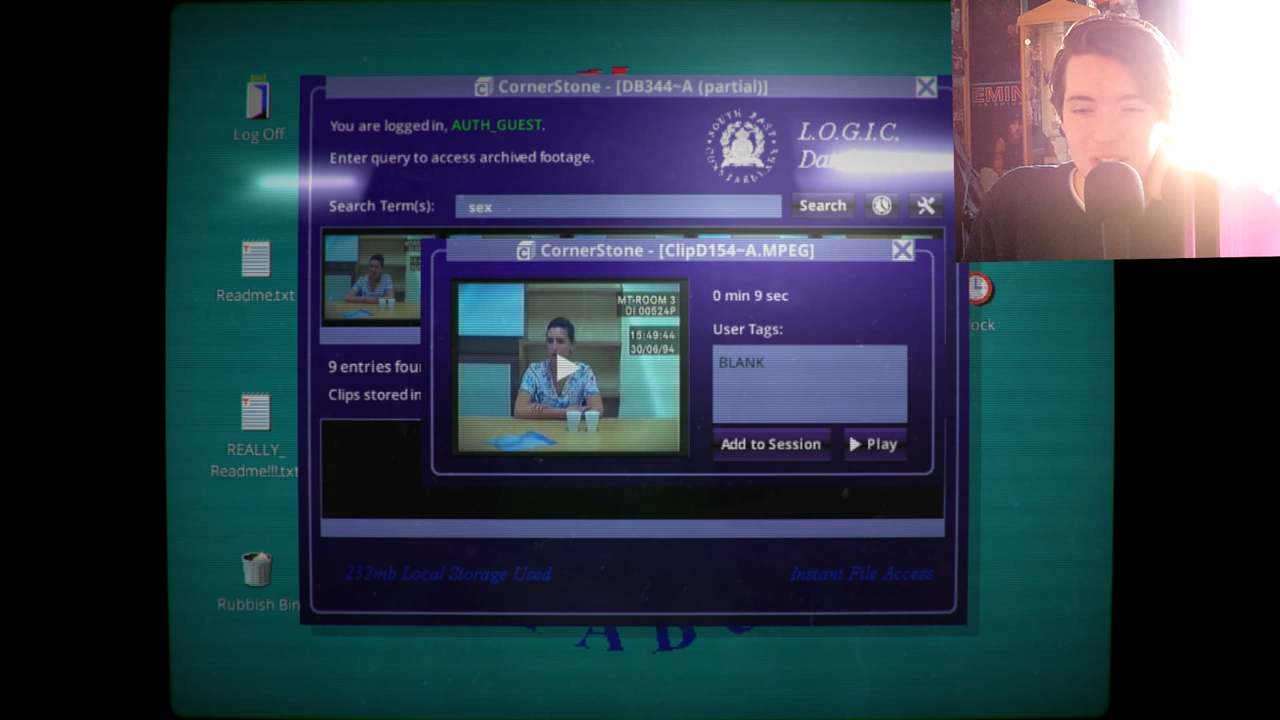 CornerStone - [DB344~A (partial)]
You are logged in, AUTH_GUEST.
Enter query to access archived footage.
SOUTH EAST
CONSTABULARY
L.O.G.I.C.
Search Term(s):
sex
Search
CornerStone - [ClipD154~A.MPEG]
MT-ROOM 3
DI 00524P
15:49:44
30/06/94
0 min 9 sec
User Tags:
BLANK
Add to Session
Play
9 entries
Clips stored in
232mb Local Storage Used
Instant File Access
Log Off
Readme.txt
REALLY_
Readme!!!.txt
Rubbish Bin